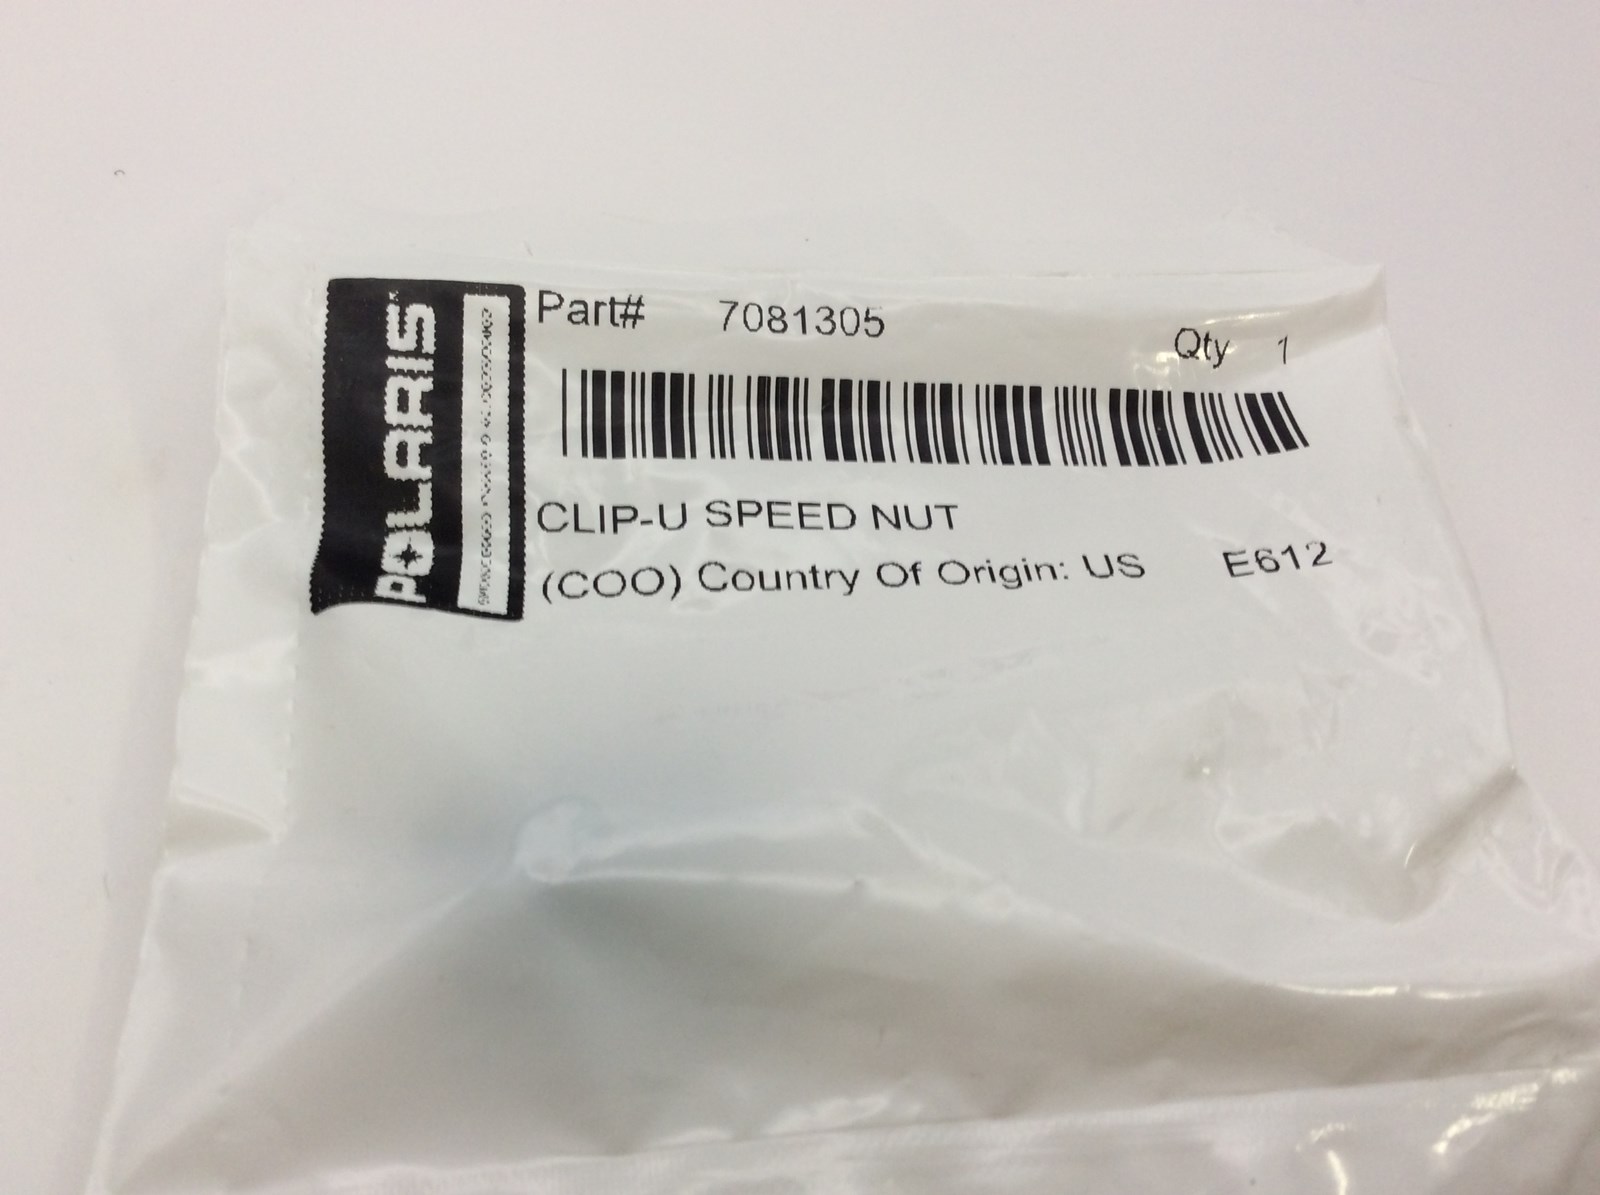 POLARIS
Part# 7081305
Qty 1
CLIP-U SPEED NUT
(COO) Country Of Origin: US E612